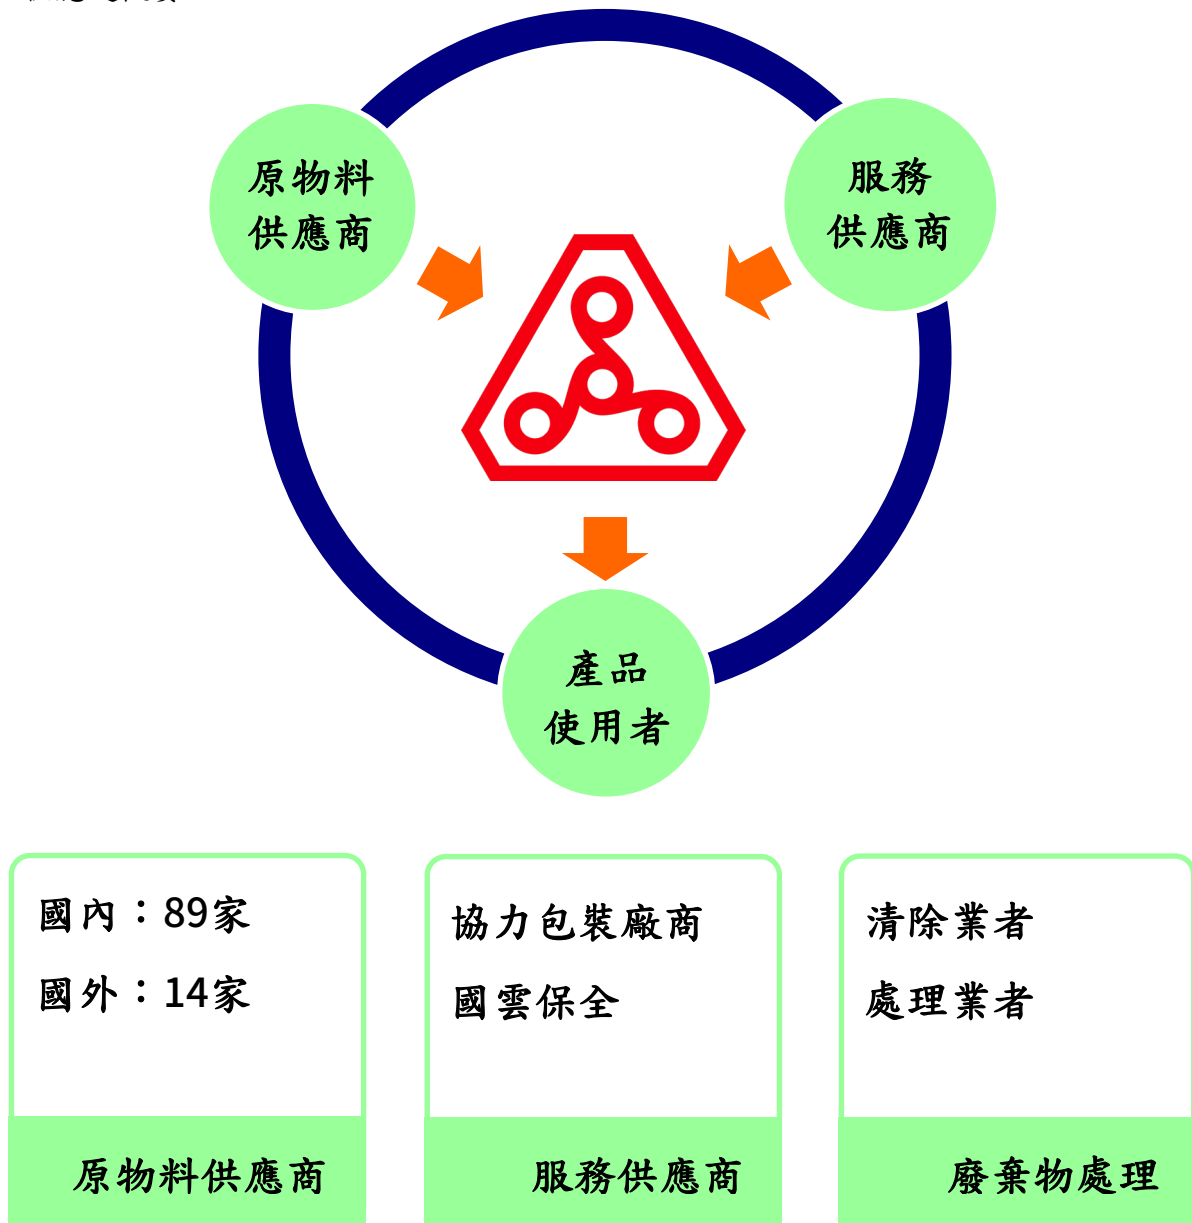 原物料
供應商
服務
供應商
產品
使用者
國內：89家
國外：14家
原物料供應商
協力包裝廠商
國雲保全
服務供應商
清除業者
處理業者
廢棄物處理